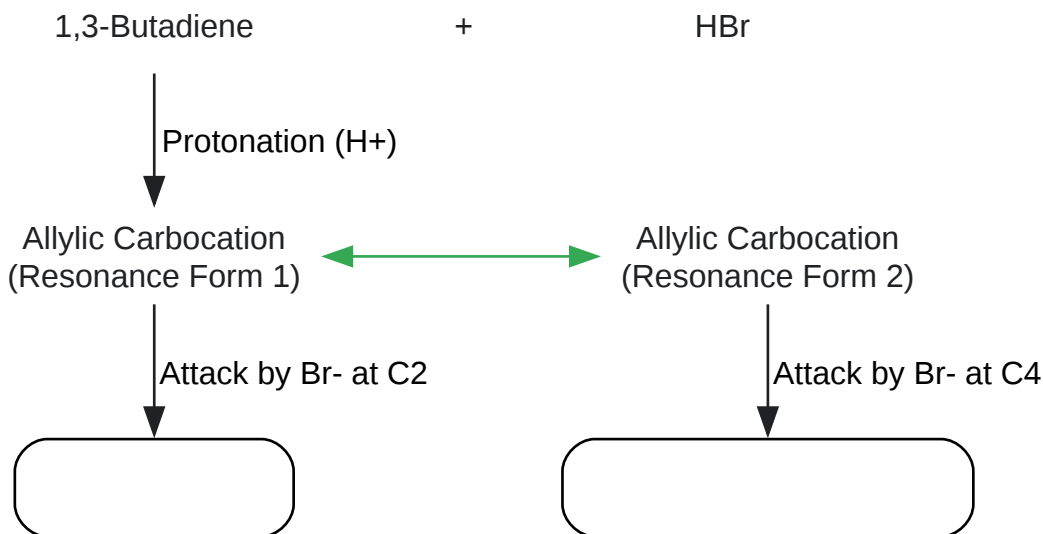 1,3-Butadiene + HBr
Protonation (H+)
Allylic Carbocation
(Resonance Form 1)
Allylic Carbocation
(Resonance Form 2)
Attack by Br- at C2
Attack by Br- at C4